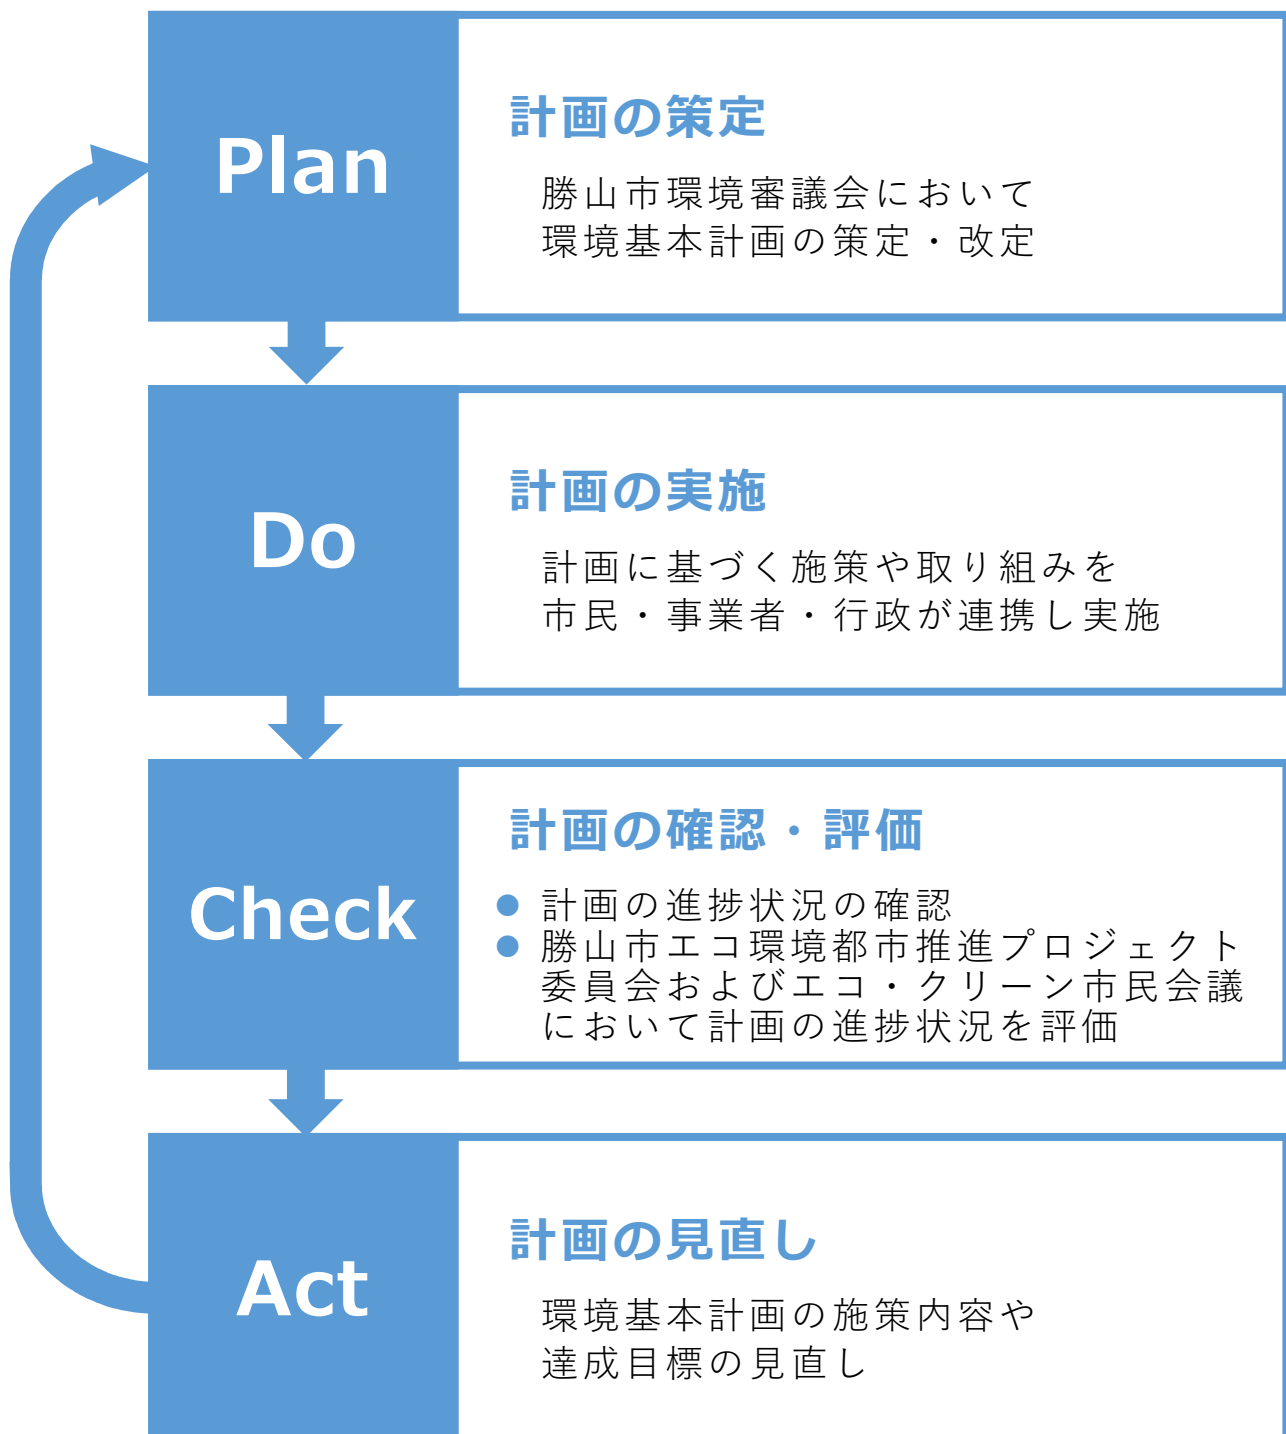 Plan
計画の策定
勝山市環境審議会において
環境基本計画の策定・改定
Do
計画の実施
計画に基づく施策や取り組みを
市民・事業者・行政が連携し実施
Check
計画の確認・評価
● 計画の進捗状況の確認
● 勝山市エコ環境都市推進プロジェクト
委員会およびエコ・クリーン市民会議
において計画の進捗状況を評価
Act
計画の見直し
環境基本計画の施策内容や
達成目標の見直し